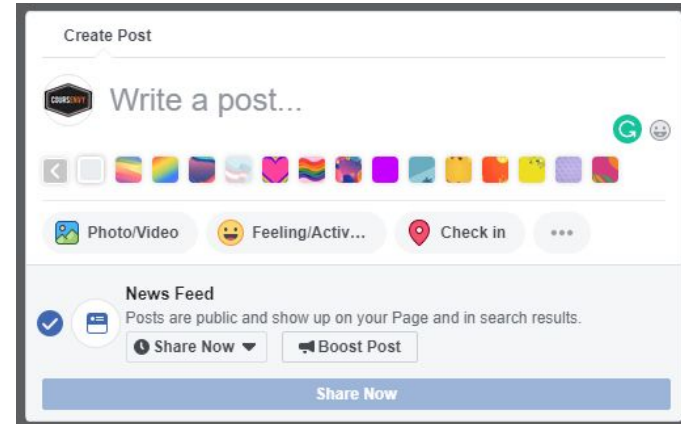 Create Post
COURSENVY
Write a post...
Photo/Video
Feeling/Activ...
Check in
News Feed
Posts are public and show up on your Page and in search results.
Share Now
Boost Post
Share Now